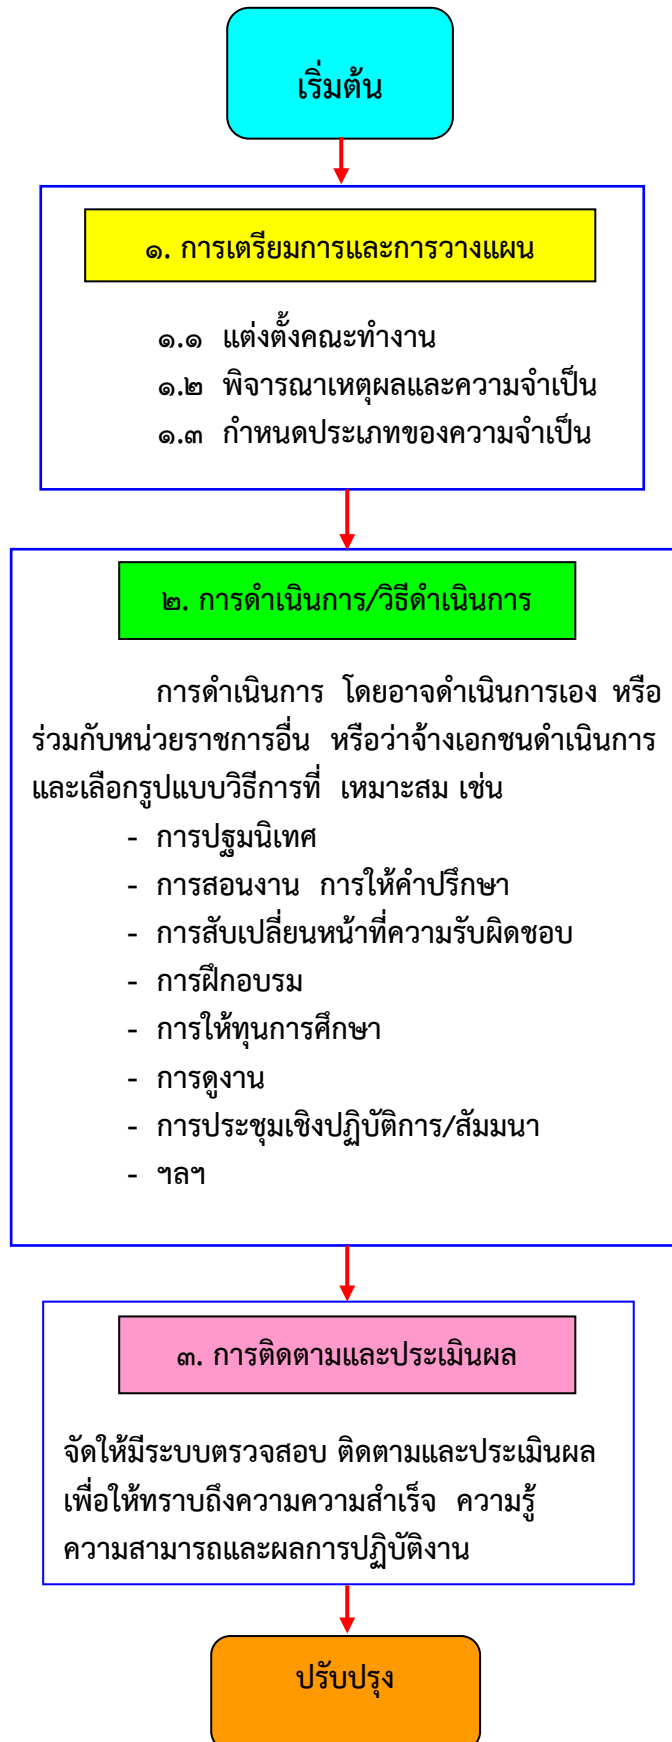 เริ่มต้น
๑. การเตรียมการและการวางแผน
๑.๑ แต่งตั้งคณะทำงาน
๑.๒ พิจารณาเหตุผลและความจำเป็น
๑.๓ กำหนดประเภทของความจำเป็น
๒. การดำเนินการ/วิธีดำเนินการ
การดำเนินการ โดยอาจดำเนินการเอง หรือ
ร่วมกับหน่วยราชการอื่น หรือว่าจ้างเอกชนดำเนินการ
และเลือกรูปแบบวิธีการที่ เหมาะสม เช่น
- การปฐมนิเทศ
- การสอนงาน การให้คำปรึกษา
- การสับเปลี่ยนหน้าที่ความรับผิดชอบ
- การฝึกอบรม
- การให้ทุนการศึกษา
- การดูงาน
- การประชุมเชิงปฏิบัติการ/สัมมนา
- ฯลฯ
๓. การติดตามและประเมินผล
จัดให้มีระบบตรวจสอบ ติดตามและประเมินผล
เพื่อให้ทราบถึงความความสำเร็จ ความรู้
ความสามารถและผลการปฏิบัติงาน
ปรับปรุง